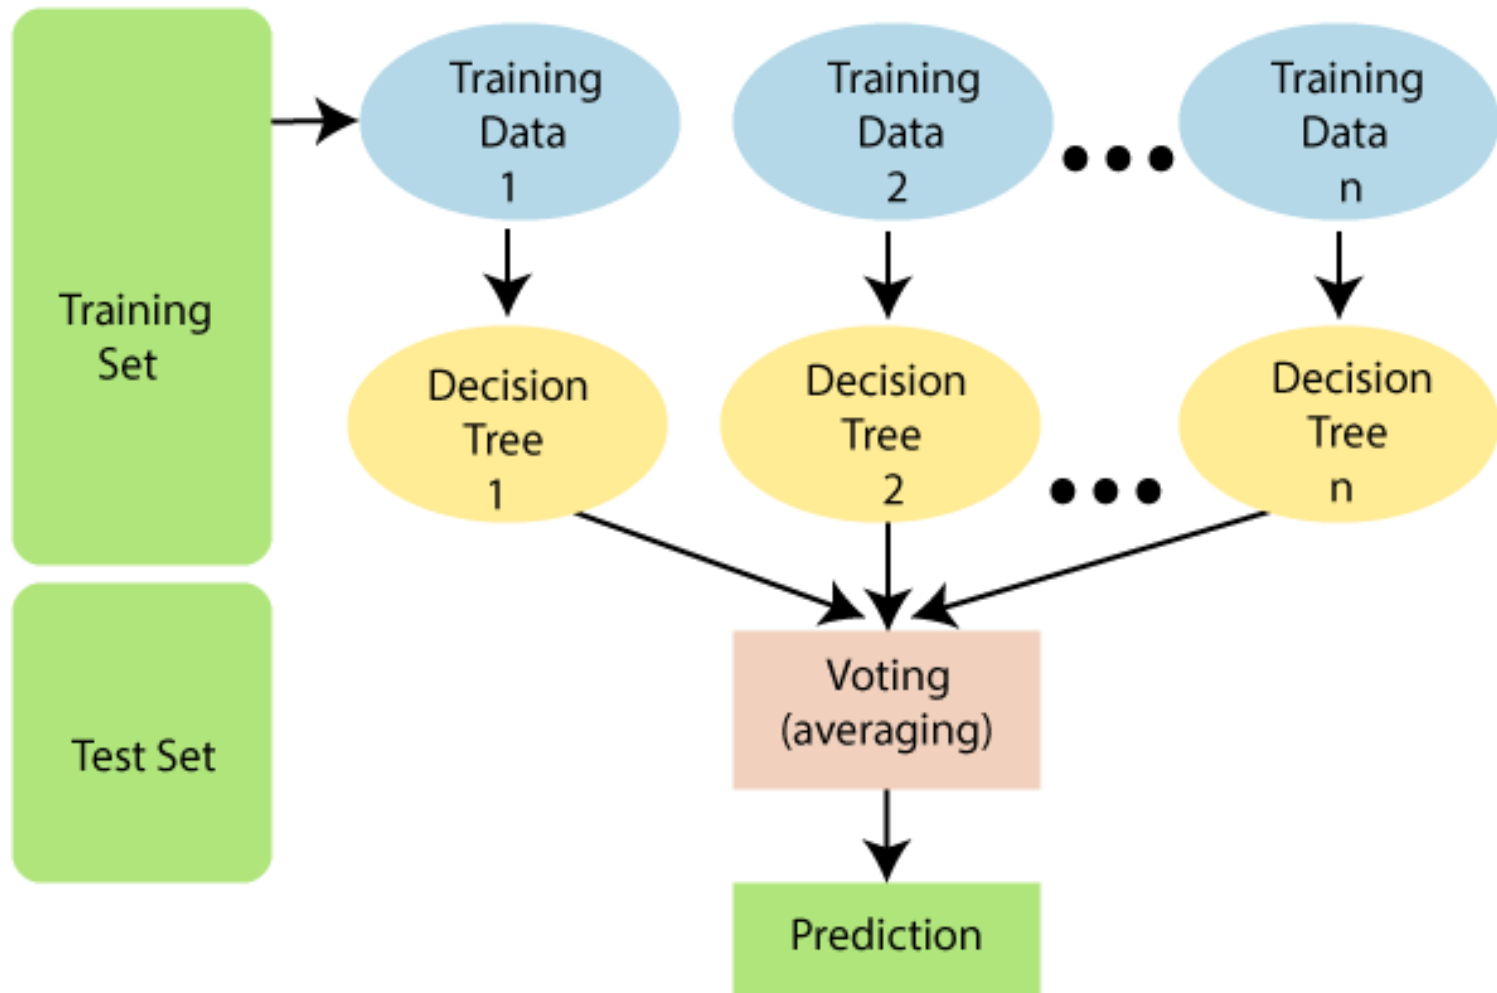 Training
Set
Test Set
Training
Data
1
Training
Data
2
Training
Data
n
Decision
Tree
1
Decision
Tree
2
Decision
Tree
n
Voting
(averaging)
Prediction